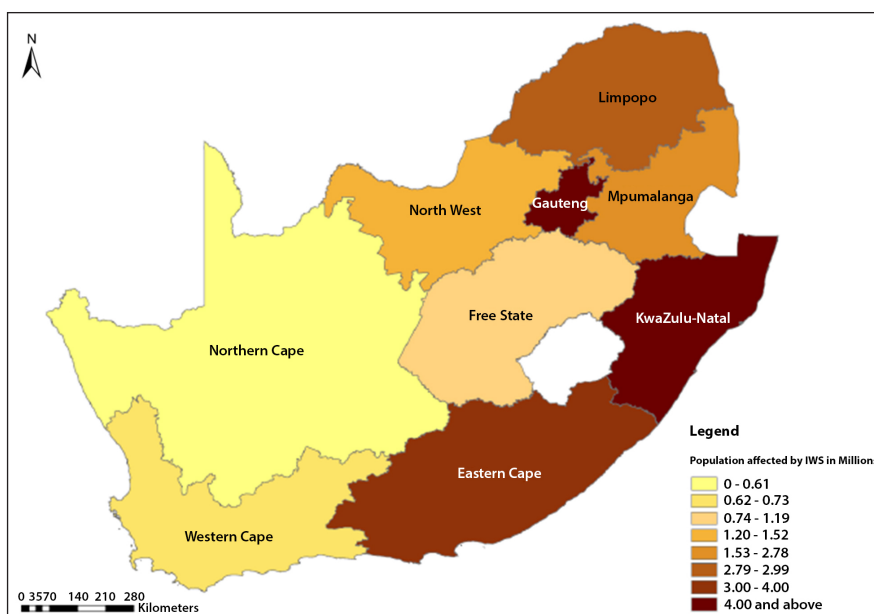 N
Limpopo
Gauteng
Mpumalanga
North West
Free State
KwaZulu-Natal
Northern Cape
Eastern Cape
Western Cape
Legend
Population affected by IWS in Millions
0 - 0.61
0.62 - 0.73
0.74 - 1.19
1.20 - 1.52
1.53 - 2.78
2.79 - 2.99
3.00 - 4.00
4.00 and above
0 3570 140 210 280
Kilometers